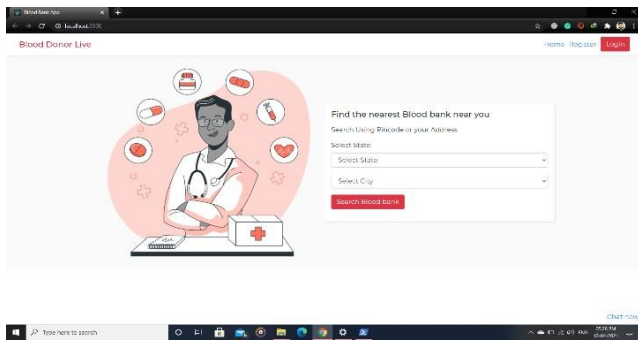 Blood Bank App
localhost:
Blood Donor Live
Home Register Login
Find the nearest Blood bank near you
Search Using Pincode or your Address
Select State
Select State
Select City
Search Blood bank
Chat now
Type here to search
ENG